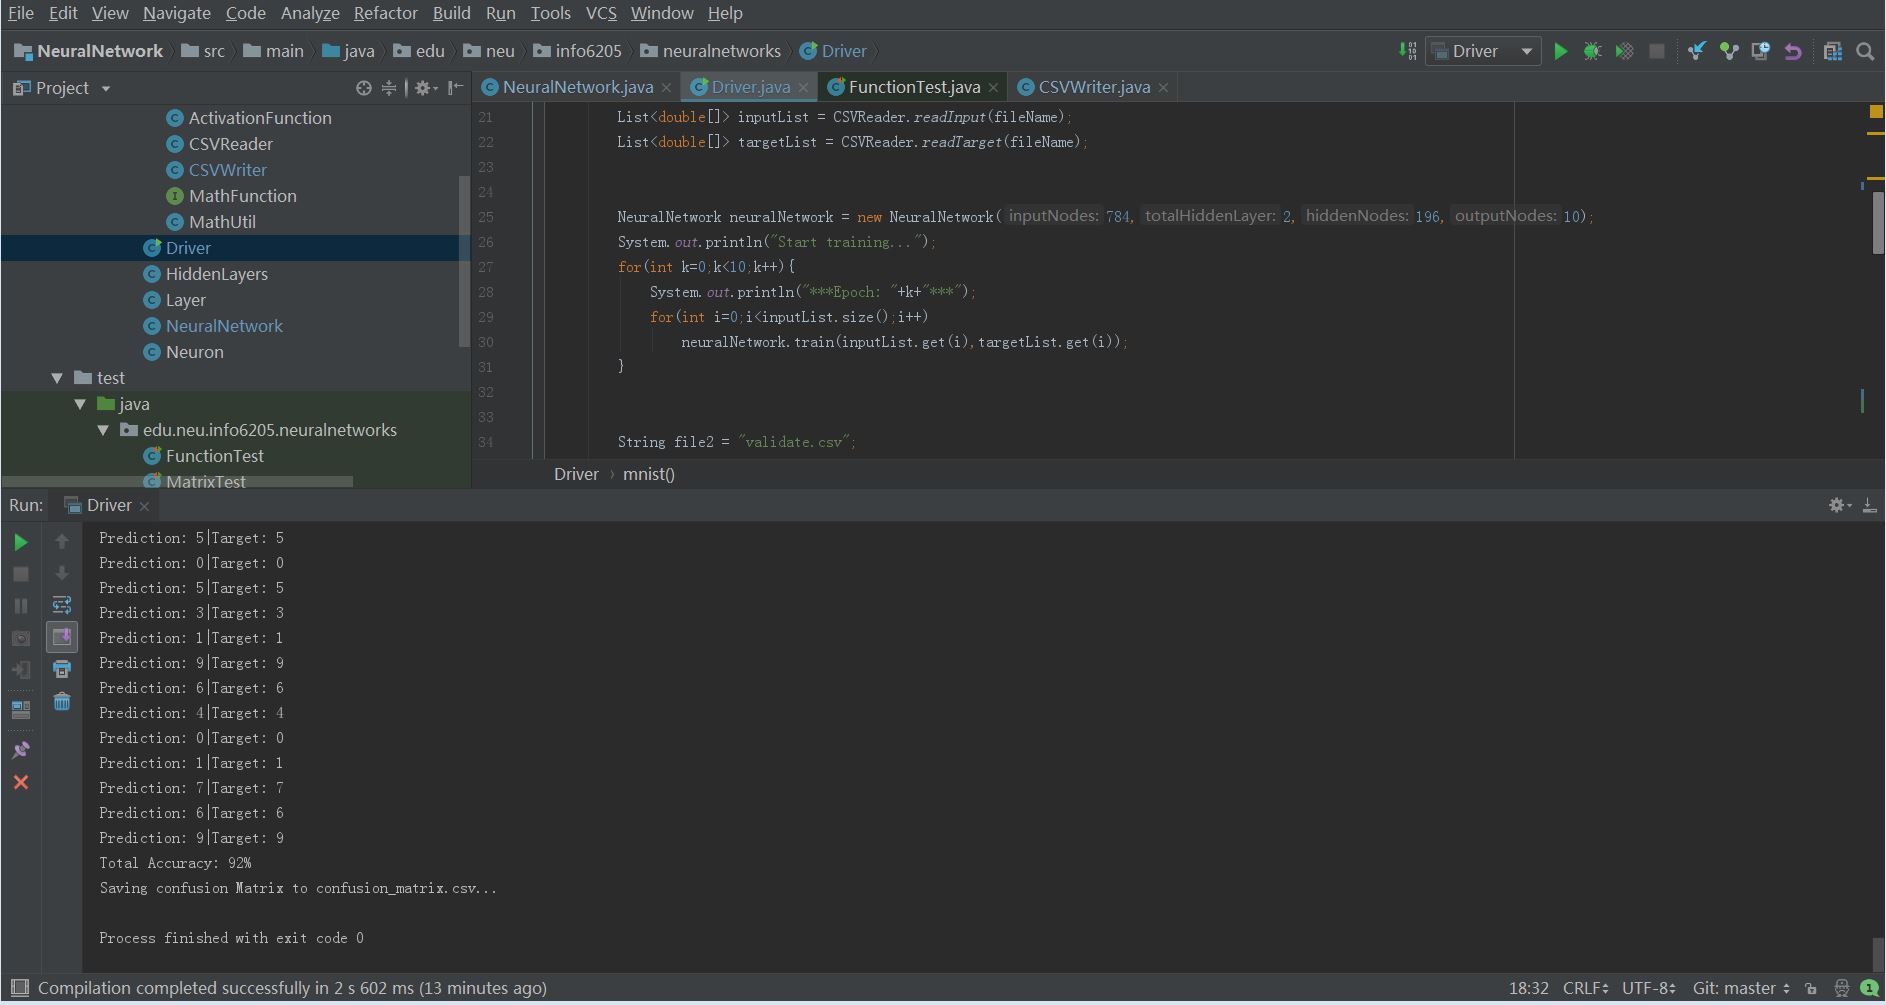 File Edit View Navigate Code Analyze Refactor Build Run Tools VCS Window Help
NeuralNetwork src main java edu neu info6205 neuralnetworks Driver
Driver
Project
NeuralNetwork.java Driver.java FunctionTest.java CSVWriter.java
ActivationFunction
CSVReader
CSVWriter
MathFunction
MathUtil
Driver
HiddenLayers
Layer
NeuralNetwork
Neuron
test
java
edu.neu.info6205.neuralnetworks
FunctionTest
MatrixTest
21 List<double[]> inputList = CSVReader.readInput(fileName);
22 List<double[]> targetList = CSVReader.readTarget(fileName);
23
24
25 NeuralNetwork neuralNetwork = new NeuralNetwork( inputNodes: 784, totalHiddenLayer: 2, hiddenNodes: 196, outputNodes: 10);
26 System.out.println("Start training...");
27 for(int k=0;k<10;k++){
28 System.out.println("***Epoch: "+k+"***");
29 for(int i=0;i<inputList.size();i++)
30 neuralNetwork.train(inputList.get(i),targetList.get(i));
31 }
32
33
34 String file2 = "validate.csv";
Driver › mnist()
Run: Driver
Prediction: 5|Target: 5
Prediction: 0|Target: 0
Prediction: 5|Target: 5
Prediction: 3|Target: 3
Prediction: 1|Target: 1
Prediction: 9|Target: 9
Prediction: 6|Target: 6
Prediction: 4|Target: 4
Prediction: 0|Target: 0
Prediction: 1|Target: 1
Prediction: 7|Target: 7
Prediction: 6|Target: 6
Prediction: 9|Target: 9
Total Accuracy: 92%
Saving confusion Matrix to confusion_matrix.csv...
Process finished with exit code 0
Compilation completed successfully in 2 s 602 ms (13 minutes ago)
18:32 CRLF UTF-8 Git: master 1